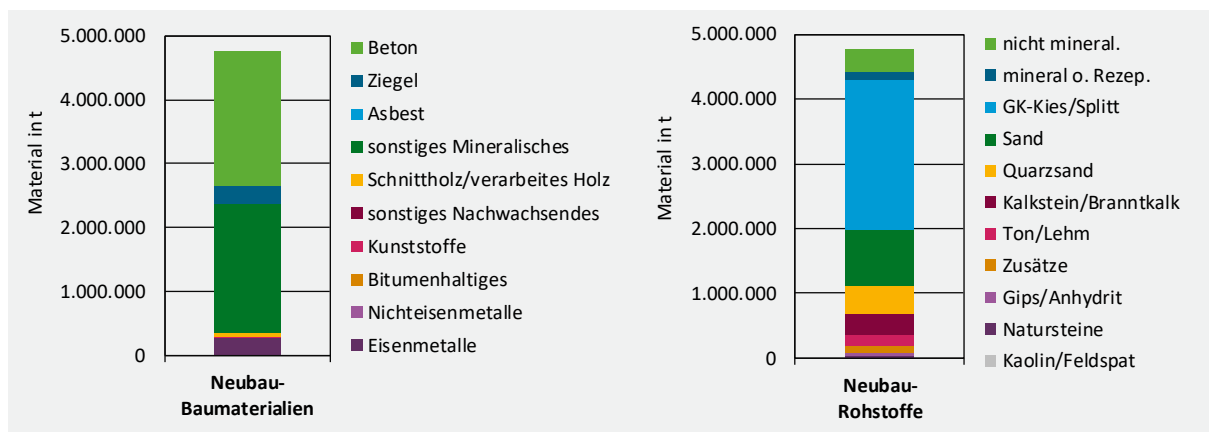 5.000.000
4.000.000
3.000.000
2.000.000
1.000.000
0
Material in t
Neubau-
Baumaterialien
Beton
Ziegel
Asbest
sonstiges Mineralisches
Schnittholz/verarbeites Holz
sonstiges Nachwachsendes
Kunststoffe
Bitumenhaltiges
Nichteisenmetalle
Eisenmetalle
5.000.000
4.000.000
3.000.000
2.000.000
1.000.000
0
Material in t
Neubau-
Rohstoffe
nicht mineral.
mineral o. Rezep.
GK-Kies/Splitt
Sand
Quarzsand
Kalkstein/Branntkalk
Ton/Lehm
Zusätze
Gips/Anhydrit
Natursteine
Kaolin/Feldspat